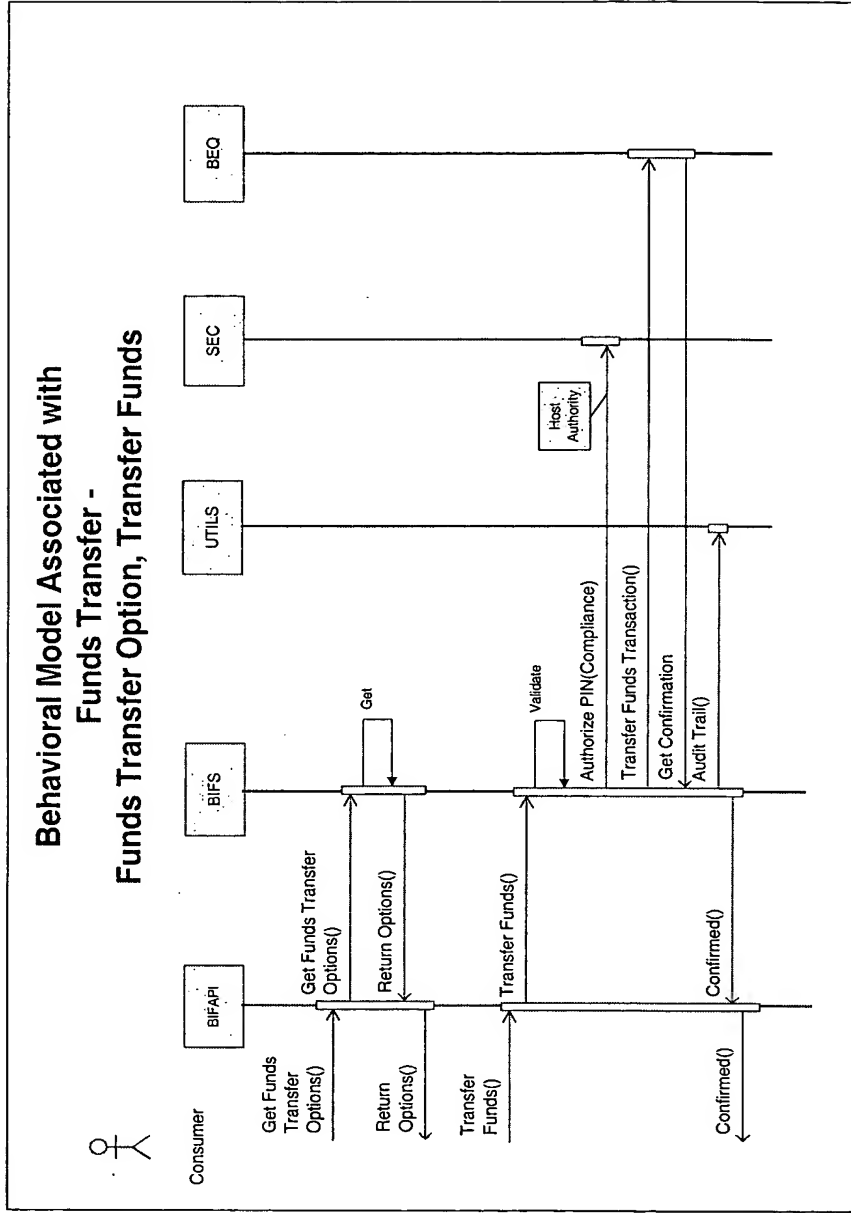 Behavioral Model Associated with
Funds Transfer -
Funds Transfer Option, Transfer Funds
Consumer
BIFAPI
BIFS
UTILS
SEC
BEQ
Get Funds
Transfer
Options()
Get Funds Transfer
Options()
Get
Return Options()
Return
Options()
Transfer
Funds()
Transfer Funds()
Validate
Host
Authority
Authorize PIN(Compliance)
Transfer Funds Transaction()
Get Confirmation
Audit Trail()
Confirmed()
Confirmed()